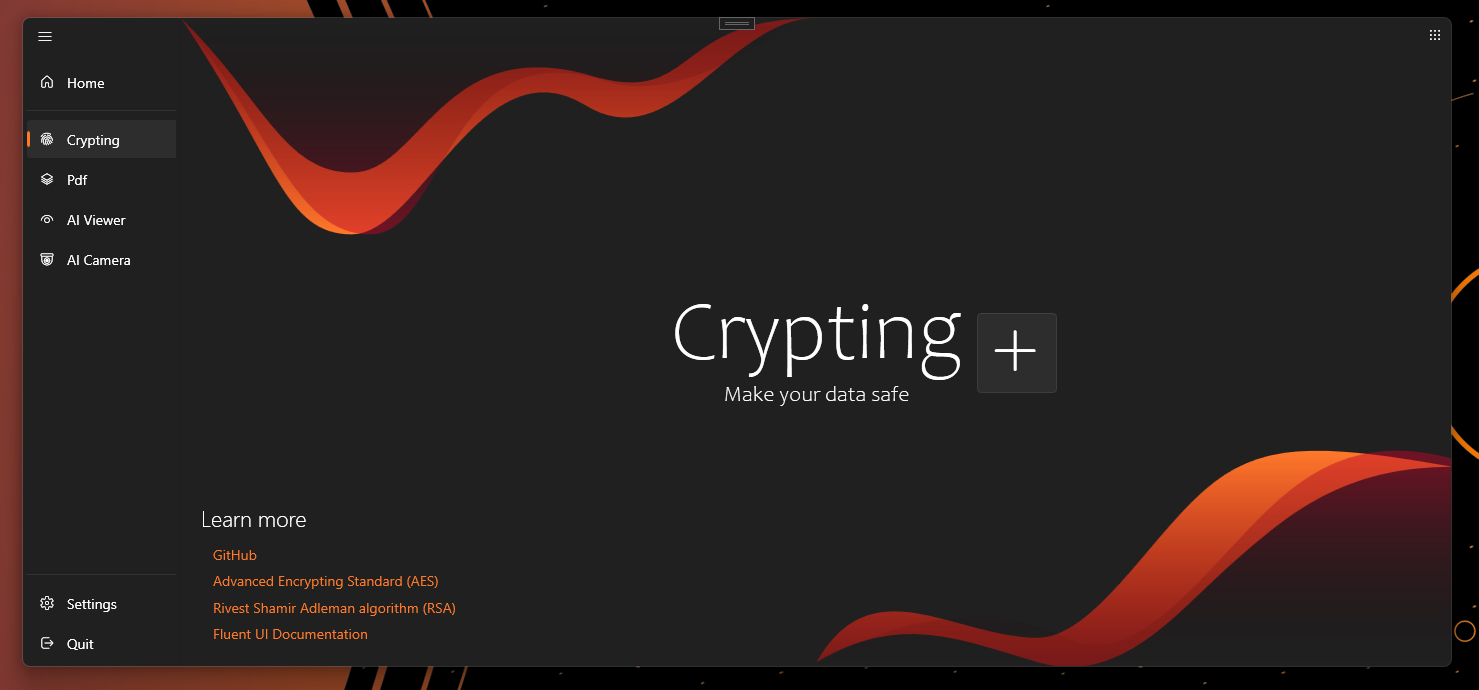 Home
Crypting
Pdf
AI Viewer
AI Camera
Crypting
Make your data safe
Learn more
GitHub
Advanced Encrypting Standard (AES)
Rivest Shamir Adleman algorithm (RSA)
Fluent UI Documentation
Settings
Quit